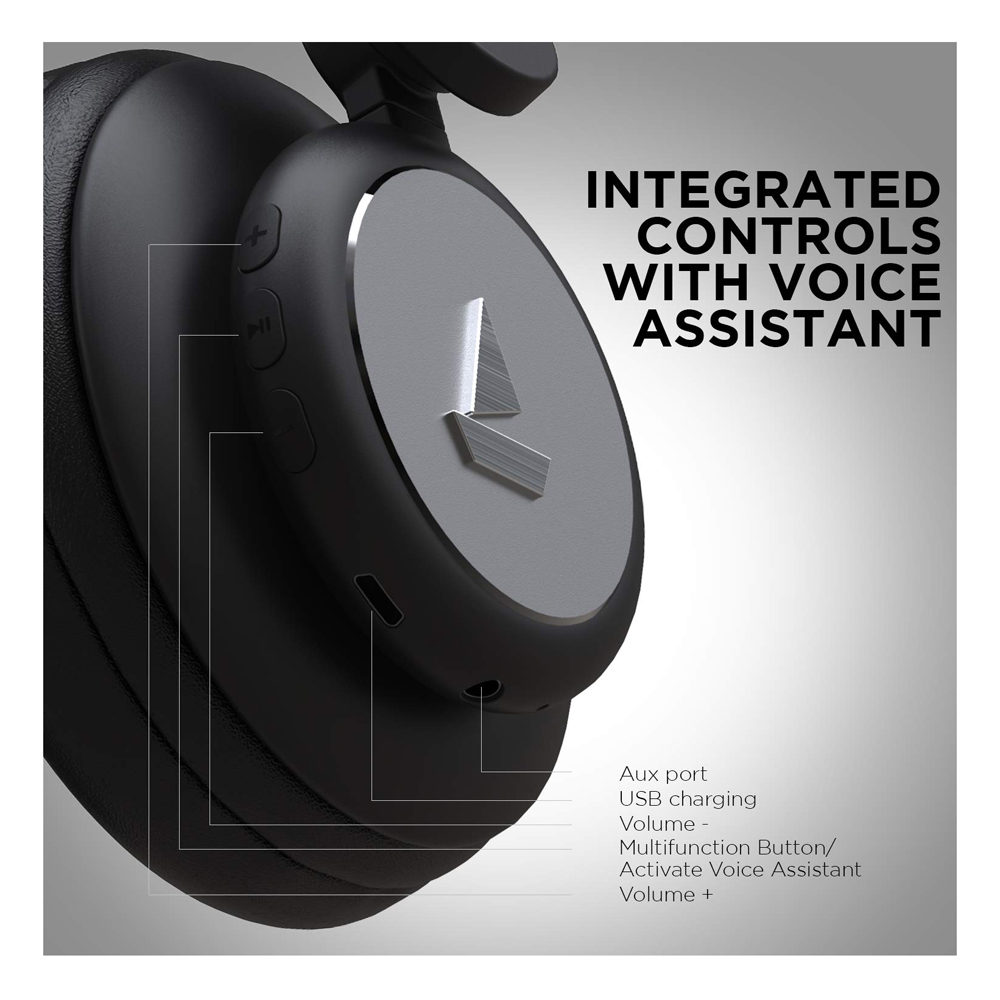 INTEGRATED
CONTROLS
WITH VOICE
ASSISTANT
Aux port
USB charging
Volume -
Multifunction Button/
Activate Voice Assistant
Volume +